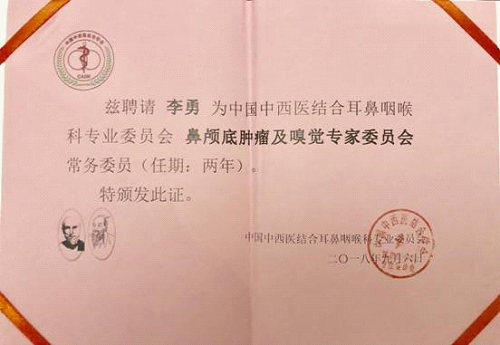 兹聘请 李勇 为中国中西医结合耳鼻咽喉
科专业委员会 鼻颅底肿瘤及嗅觉专家委员会
常务委员（任期：两年）。
特颁发此证。
中国中西医结合耳鼻咽喉科专业委员会
二〇一八年九月六日